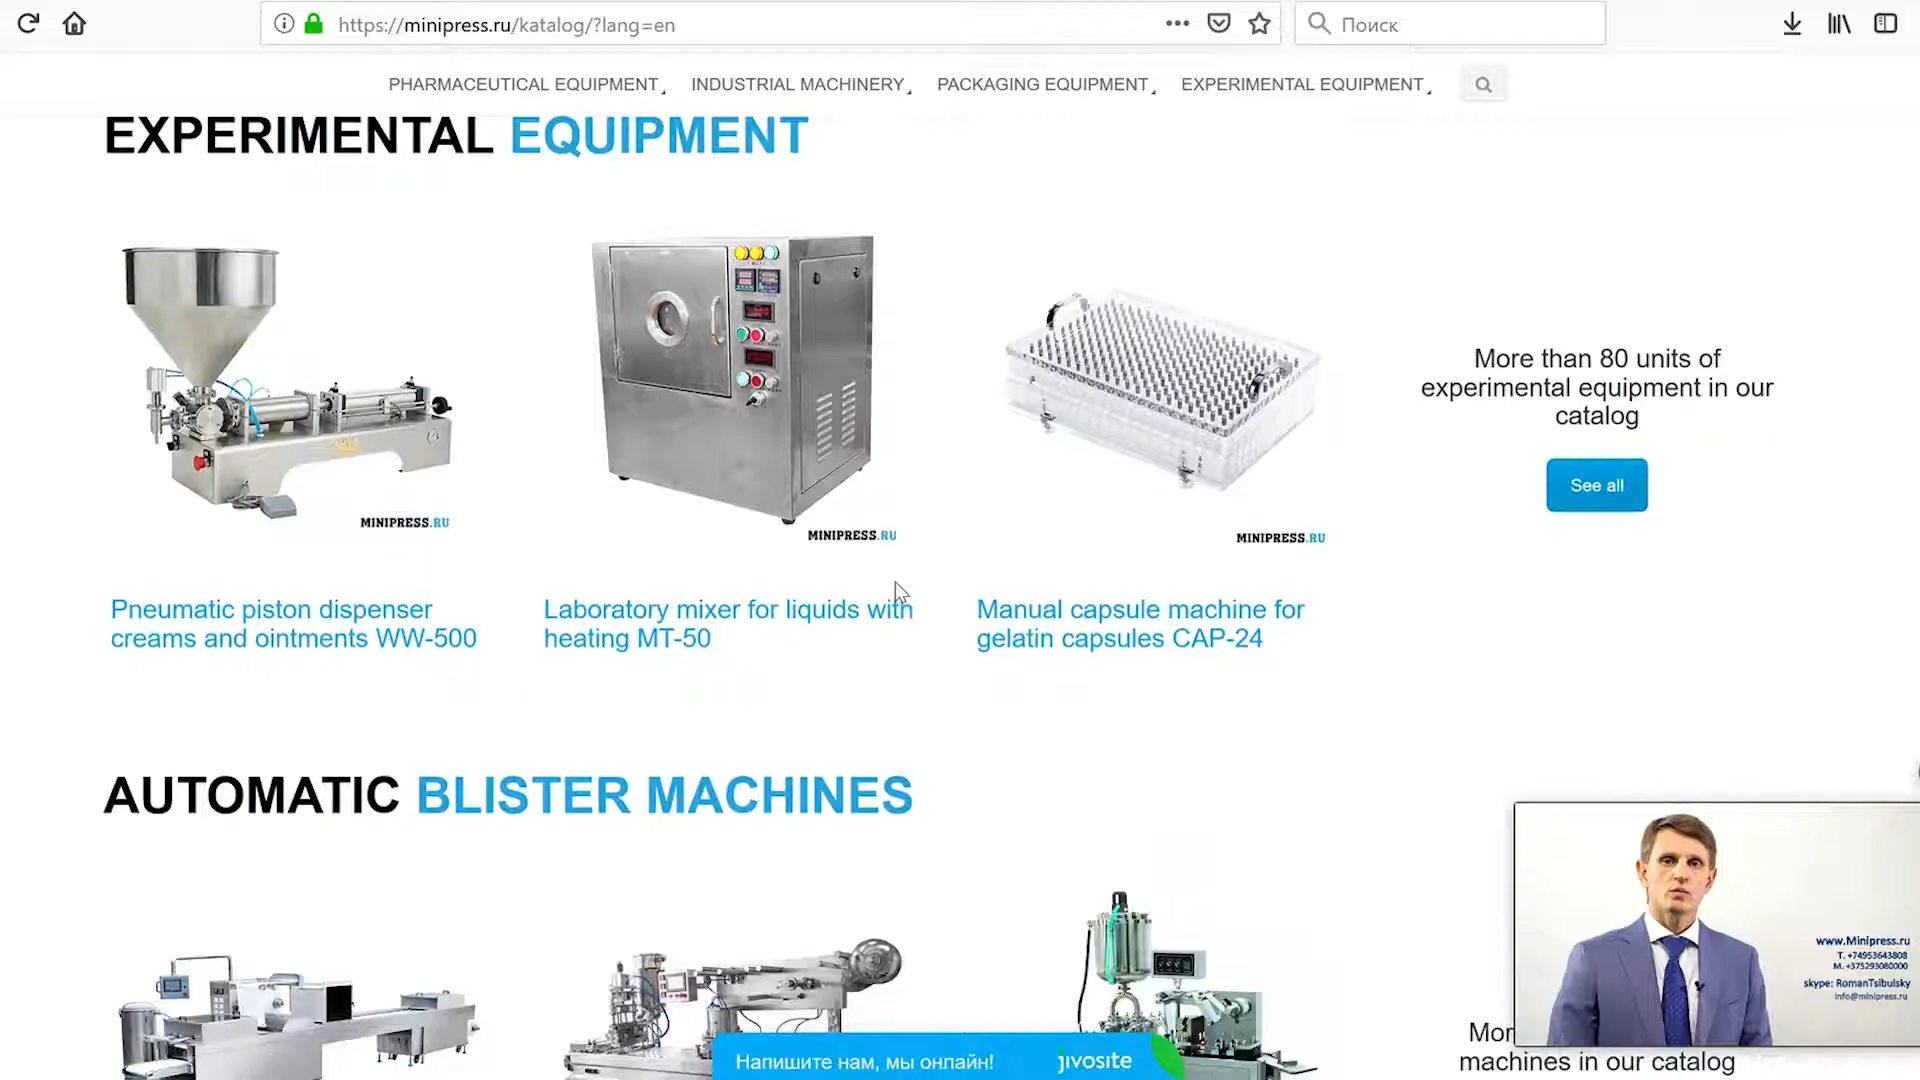 https://minipress.ru/katalog/?lang=en
Поиск
PHARMACEUTICAL EQUIPMENT
INDUSTRIAL MACHINERY
PACKAGING EQUIPMENT
EXPERIMENTAL EQUIPMENT
EXPERIMENTAL EQUIPMENT
MINIPRESS.RU
MINIPRESS.RU
MINIPRESS.RU
More than 80 units of
experimental equipment in our
catalog
See all
Pneumatic piston dispenser
creams and ointments WW-500
Laboratory mixer for liquids with
heating MT-50
Manual capsule machine for
gelatin capsules CAP-24
AUTOMATIC BLISTER MACHINES
www.Minipress.ru
T. +74953643808
M. +375293080000
skype: RomanTsibulsky
info@minipress.ru
Mor
machines in our catalog
Напишите нам, мы онлайн!
jivosite